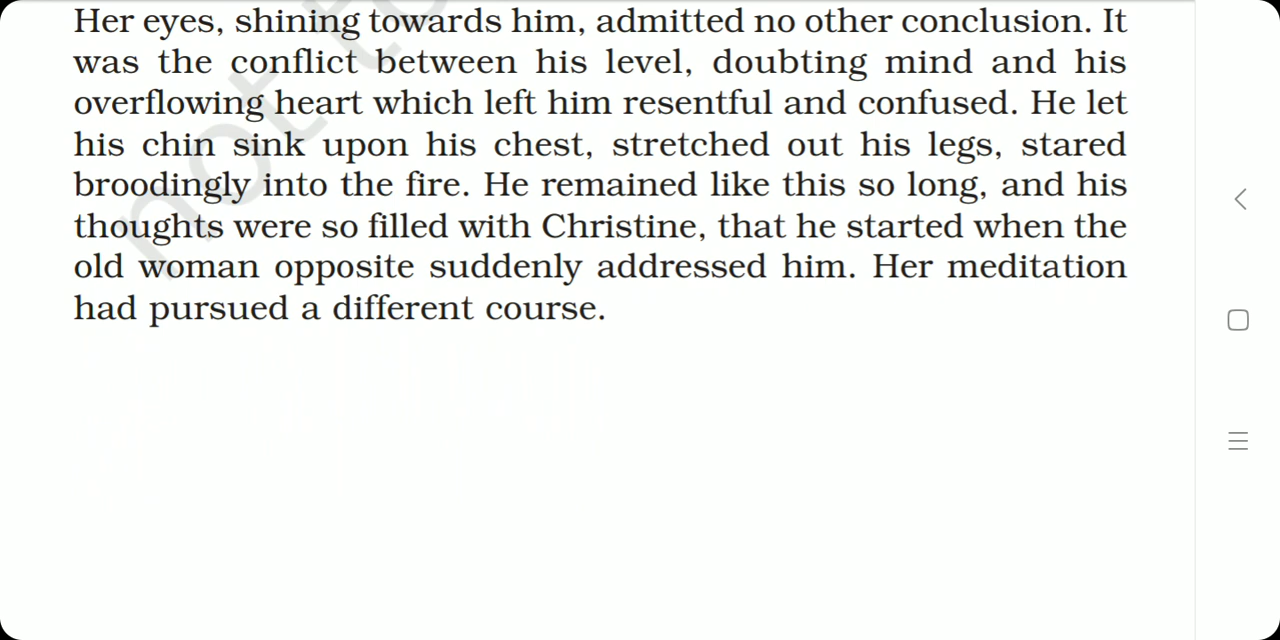 Her eyes, shining towards him, admitted no other conclusion. It
was the conflict between his level, doubting mind and his
overflowing heart which left him resentful and confused. He let
his chin sink upon his chest, stretched out his legs, stared
broodingly into the fire. He remained like this so long, and his
thoughts were so filled with Christine, that he started when the
old woman opposite suddenly addressed him. Her meditation
had pursued a different course.
not to